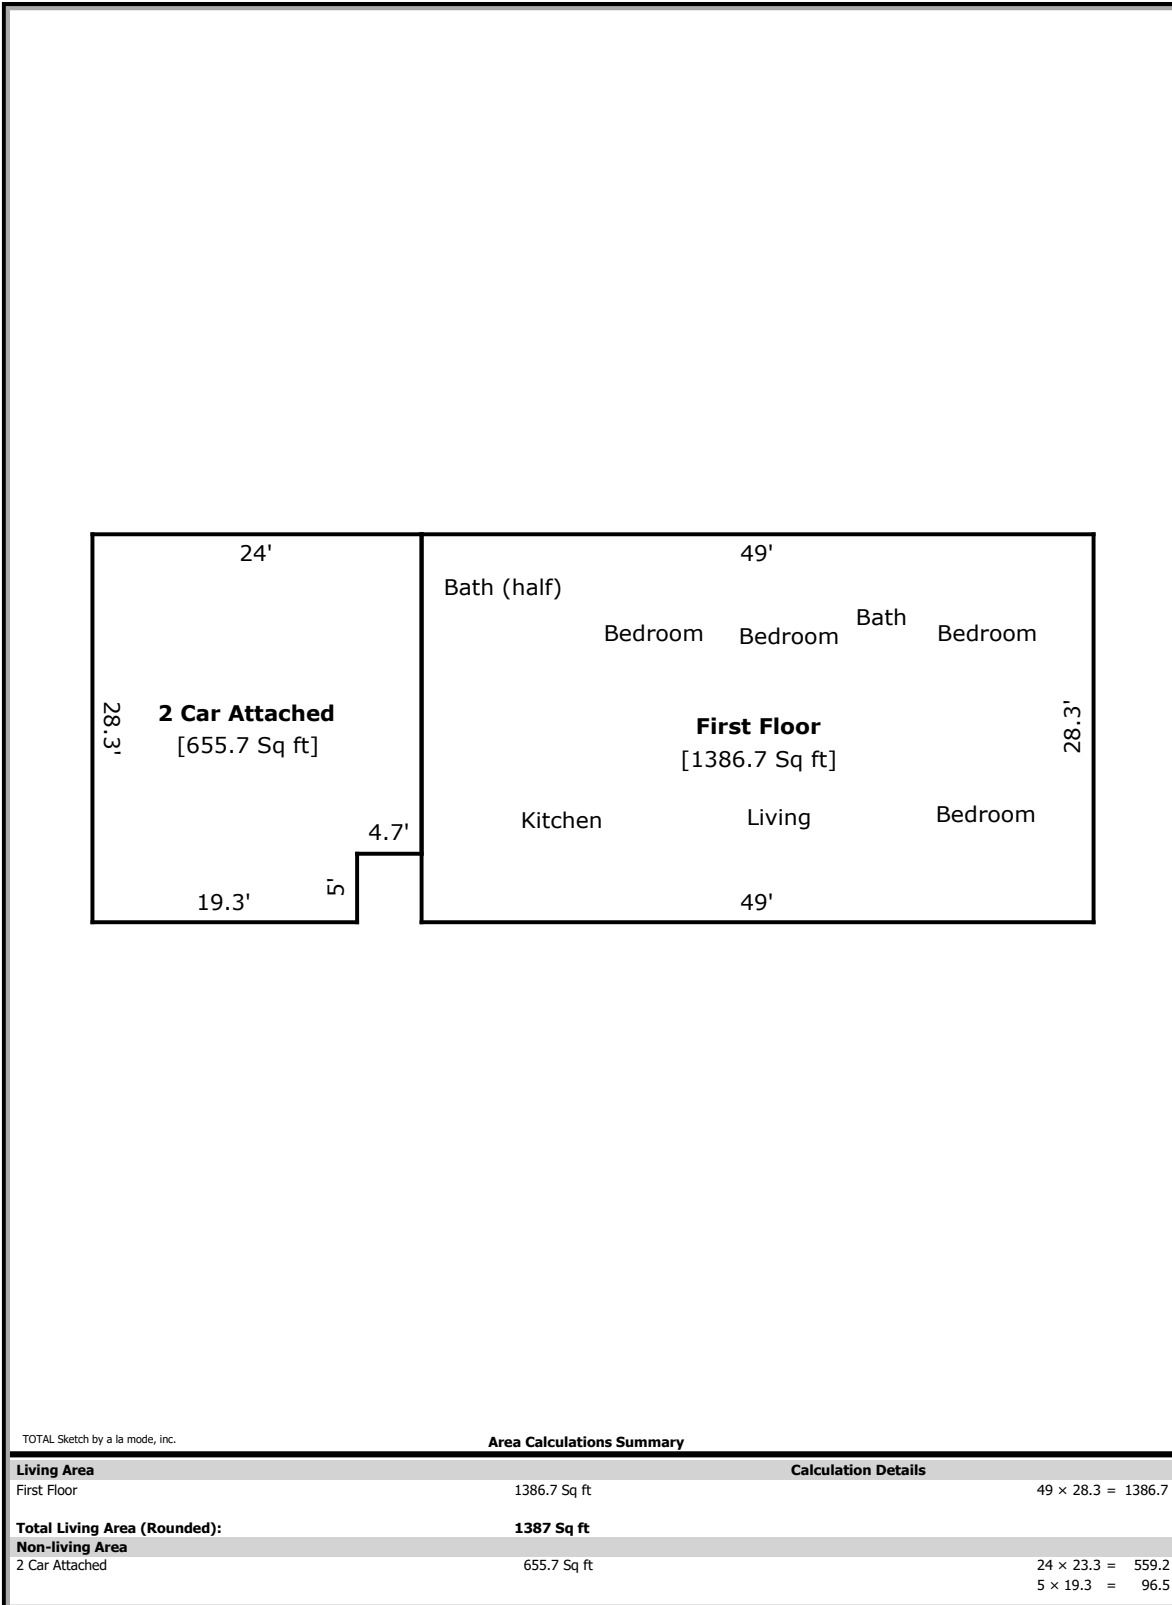 24'
49'
Bath (half)
Bath
Bedroom
Bedroom
Bedroom
28.3'
2 Car Attached
[655.7 Sq ft]
First Floor
[1386.7 Sq ft]
28.3'
Kitchen
Living
Bedroom
4.7'
5'
19.3'
49'
TOTAL Sketch by a la mode, inc.
Area Calculations Summary
Living Area Calculation Details
First Floor 1386.7 Sq ft 49 × 28.3 = 1386.7
Total Living Area (Rounded): 1387 Sq ft
Non-living Area
2 Car Attached 655.7 Sq ft 24 × 23.3 = 559.2
5 × 19.3 = 96.5